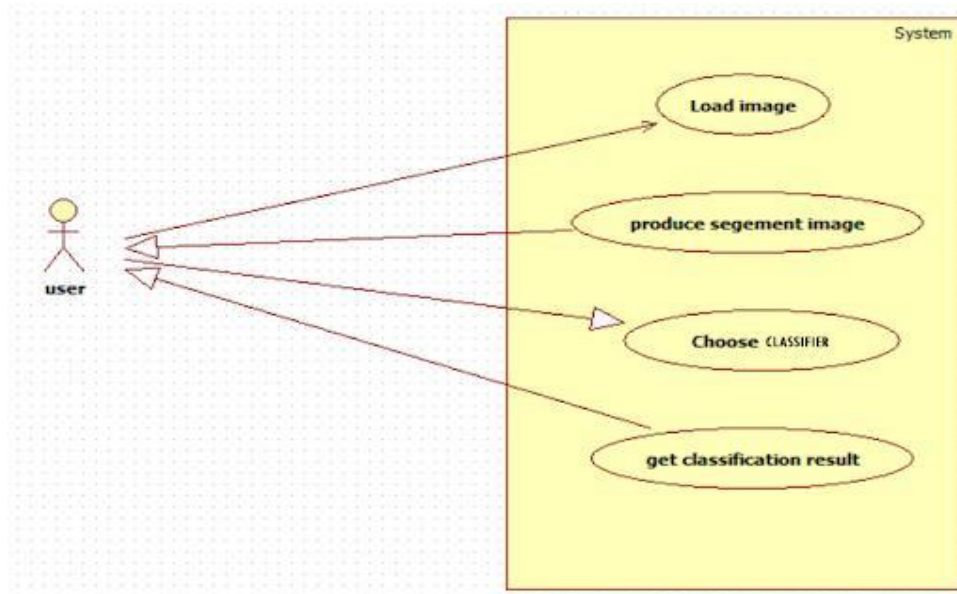 System
Load image
produce segement image
user
Choose CLASSIFIER
get classification result